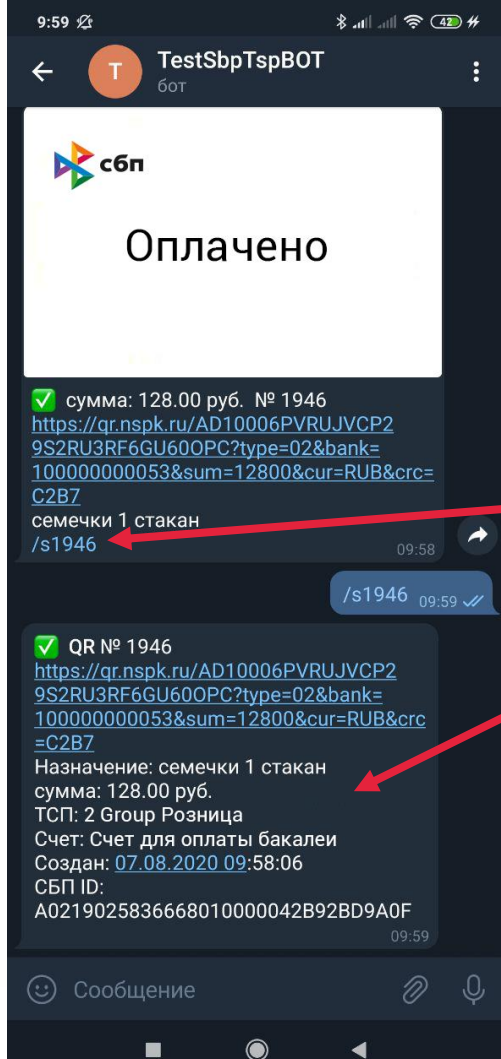 9:59
42
TestSbpTspBOT
Т
бот
сбп
Оплачено
сумма: 128.00 руб. № 1946
https://qr.nspk.ru/AD10006PVRUJVCP2
9S2RU3RF6GU60OPC?type=02&bank=
100000000053&sum=12800&cur=RUB&crc=
C2B7
семечки 1 стакан
/s1946
09:58
/s1946 09:59
QR № 1946
https://qr.nspk.ru/AD10006PVRUJVCP2
9S2RU3RF6GU60OPC?type=02&bank=
100000000053&sum=12800&cur=RUB&crc
=C2B7
Назначение: семечки 1 стакан
сумма: 128.00 руб.
ТСП: 2 Group Розница
Счет: Счет для оплаты бакалеи
Создан: 07.08.2020 09:58:06
СБП ID:
A0219025836668010000042B92BD9A0F
09:59
Сообщение